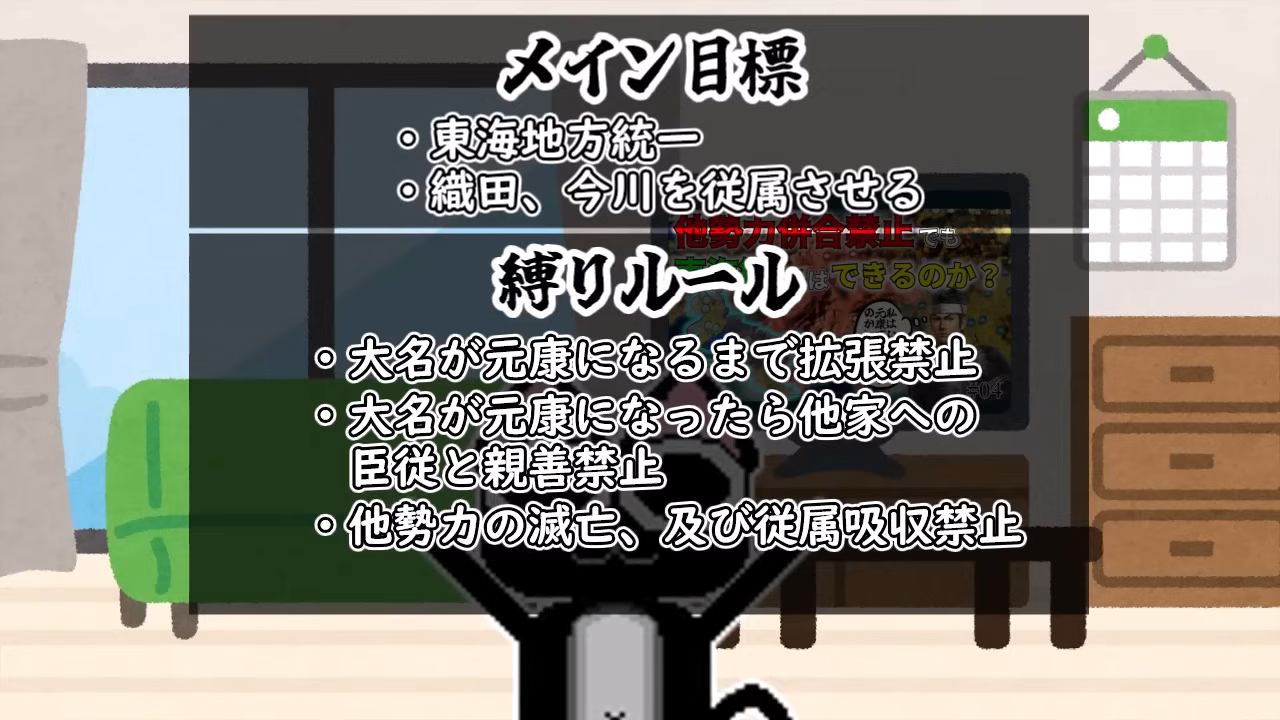 メイン目標
・東海地方統一
・織田、今川を従属させる
縛りルール
・大名が元康になるまで拡張禁止
・大名が元康になったら他家への
臣従と親善禁止
・他勢力の滅亡、及び従属吸収禁止
他勢力併合禁止でも
はできるのか？
#04